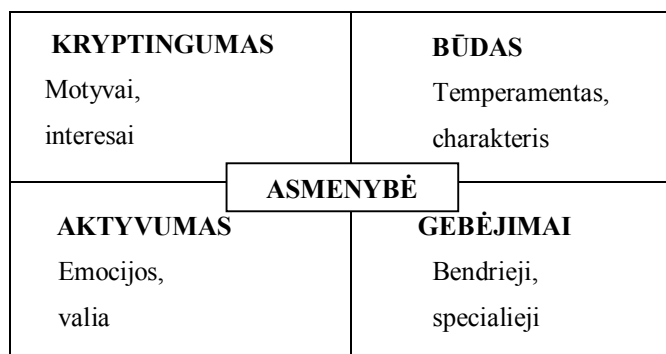 KRYPTINGUMAS
Motyvai,
interesai
BŪDAS
Temperamentas,
charakteris
ASMENYBĖ
AKTYVUMAS
Emocijos,
valia
GEBĖJIMAI
Bendrieji,
specialieji